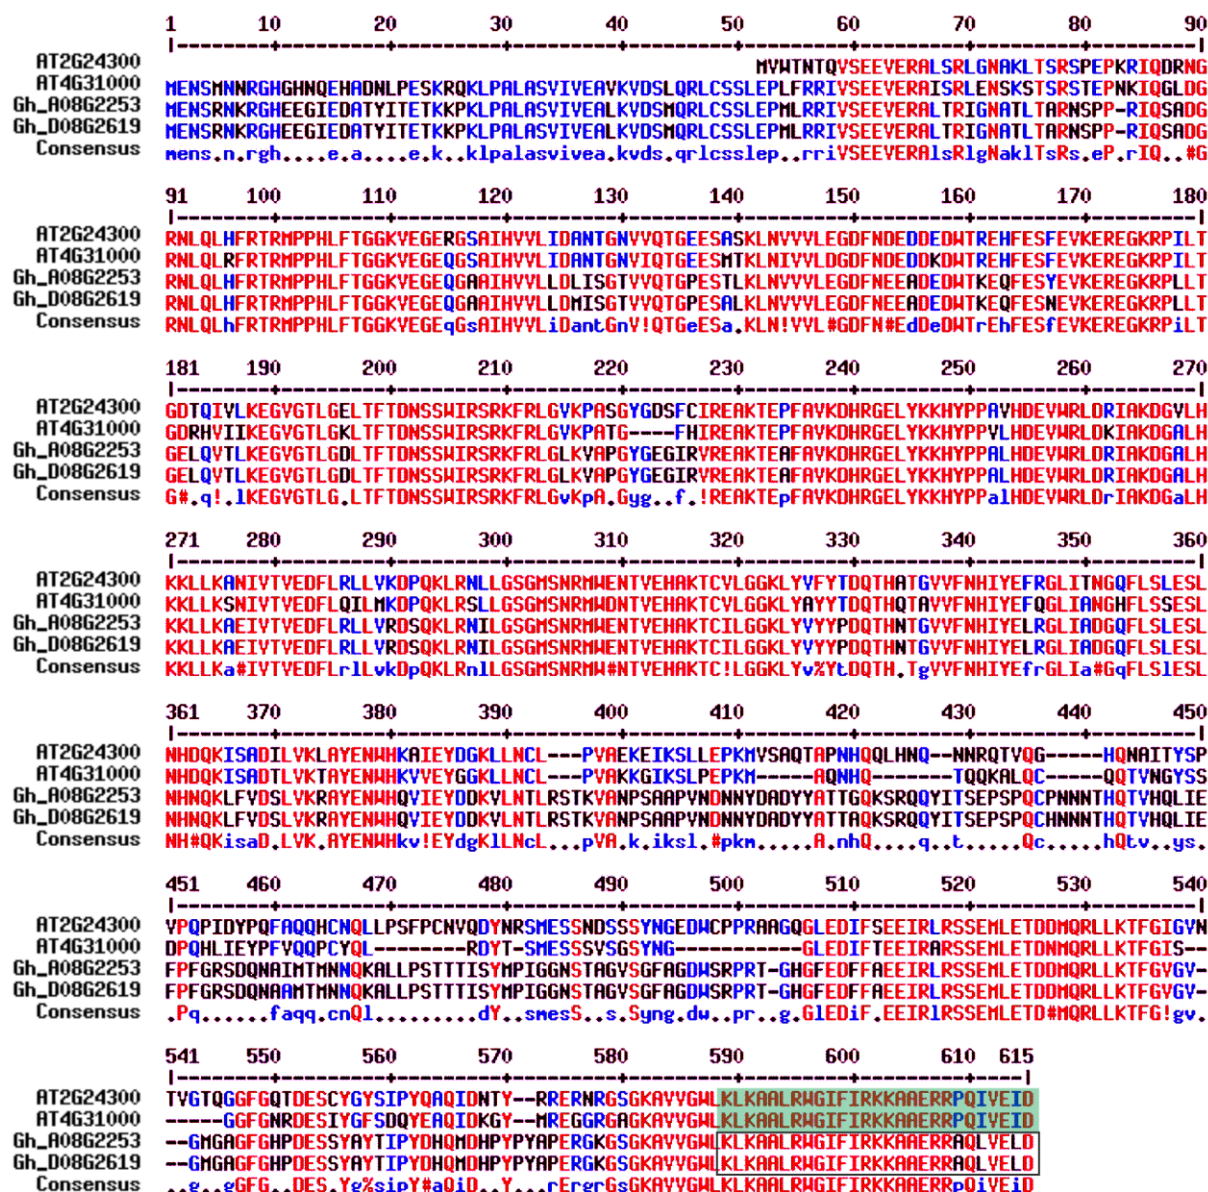 1 10 20 30 40 50 60 70 80 90
AT2G24300 MVWTNTQVSEEVERALSRLGNAKLTSRSPEPKRIQDRNG
AT4G31000 MENSMNNRGHGHNQEHADNLPESKRQKLPALASVIVEAVKVDSLQRLCSSLEPLFRRIVSEEVERAISRLENSKSTSRSTEPNKIQGLDG
Gh_A08G2253 MENSRNKRGHEEGIEDATYITETKKPKLPALASVIVEALKVDSMQRLCSSLEPMLRRIVSEEVERALTRIGNATLTARNSPP-RIQSADG
Gh_D08G2619 MENSRNKRGHEEGIEDATYITETKKPKLPALASVIVEALKVDSMQRLCSSLEPMLRRIVSEEVERALTRIGNATLTARNSPP-RIQSADG
Consensus mens.n.rgh....e.a....e.k..klpalasvivea.kvds.qrlcsslep..rriVSEEVERAlsRlgNaklTsRs.eP.rIQ..#G
91 100 110 120 130 140 150 160 170 180
AT2G24300 RNLQLHFRTRMPPHLFTGGKVEGERGSAIHVVLIDANTGNVVQTGEESASKLNVVVLEGDFNDEDDEDWTREHFESFEVKEREGKRPILT
AT4G31000 RNLQLRFRTRMPPHLFTGGKVEGEQGSAIHVVLIDANTGNVIQTGEESMTKLNIVVLDGDFNDEDDKDWTREHFESFEVKEREGKRPILT
Gh_A08G2253 RNLQLHFRTRMPPHLFTGGKVEGEQGAAIHVVLLDLISGTVVQTGPESTLKLNVVVLEGDFNEEADEDWTKEQFESYEVKEREGKRPLLT
Gh_D08G2619 RNLQLHFRTRMPPHLFTGGKVEGEQGAAIHVVLLDMISGTVVQTGPESALKLNVVVLEGDFNEEADEDWTKEQFESNEVKEREGKRPLLT
Consensus RNLQLhFRTRMPPHLFTGGKVEGEqGsAIHVVLiDantGnV!QTGeESa.KLN!VVL#GDFN#EdDeDWTrEhFESfEVKEREGKRPiLT
181 190 200 210 220 230 240 250 260 270
AT2G24300 GDTQIVLKEGVGTLGELTFTDNSSWIRSRKFRLGVKPASGYGDSFCIREAKTEPFAVKDHRGELYKKHYPPAVHDEVWRLDRIAKDGVLH
AT4G31000 GDRHVIIKEGVGTLGKLTFTDNSSWIRSRKFRLGVKPATG----FHIREAKTEPFAVKDHRGELYKKHYPPVLHDEVWRLDKIAKDGALH
Gh_A08G2253 GELQVTLKEGVGTLGDLTFTDNSSWIRSRKFRLGLKVAPGYGEGIRVREAKTEAFAVKDHRGELYKKHYPPALHDEVWRLDRIAKDGALH
Gh_D08G2619 GELQVTLKEGVGTLGDLTFTDNSSWIRSRKFRLGLKVAPGYGEGIRVREAKTEAFAVKDHRGELYKKHYPPALHDEVWRLDRIAKDGALH
Consensus G#.q!.lKEGVGTLG.LTFTDNSSWIRSRKFRLGvKpA.Gyg..f.!REAKTEpFAVKDHRGELYKKHYPPalHDEVWRLDrIAKDGaLH
271 280 290 300 310 320 330 340 350 360
AT2G24300 KKLLKANIVTVEDFLRLLVKDPQKLRNLLGSGMSNRMWENTVEHAKTCVLGGKLYVFYTDQTHATGVVFNHIYEFRGLITNGQFLSLESL
AT4G31000 KKLLKSNIVTVEDFLQILMKDPQKLRSLLGSGMSNRMWDNTVEHAKTCVLGGKLYAYYTDQTHQTAVVFNHIYEFQGLIANGHFLSSESL
Gh_A08G2253 KKLLKAEIVTVEDFLRLLVRDSQKLRNILGSGMSNRMWENTVEHAKTCILGGKLYVYYPDQTHNTGVVFNHIYELRGLIADGQFLSLESL
Gh_D08G2619 KKLLKAEIVTVEDFLRLLVRDSQKLRNILGSGMSNRMWENTVEHAKTCILGGKLYVYYPDQTHNTGVVFNHIYELRGLIADGQFLSLESL
Consensus KKLLKa#IVTVEDFLrlLvkDpQKLRnlLGSGMSNRMW#NTVEHAKTC!LGGKLYv%YtDQTH.TgVVFNHIYEfrGLIa#GqFLSlESL
361 370 380 390 400 410 420 430 440 450
AT2G24300 NHDQKISADILVKLAYENWHKAIEYDGKLLNCL---PVAEKEIKSLLEPKMVSAQTAPNHQQLHNQ--NNRQTVQG-----HQNAITYSP
AT4G31000 NHDQKISADTLVKTAYENWHKVVEYGGKLLNCL---PVAKKGIKSLPEPKM-----AQNHQ-------TQQKALQC-----QQTVNGYSS
Gh_A08G2253 NHNQKLFVDSLVKRAYENWHQVIEYDDKVLNTLRSTKVANPSAAPVNDNNYDADYYATTGQKSRQQYITSEPSPQCPNNNTHQTVHQLIE
Gh_D08G2619 NHNQKLFVDSLVKRAYENWHQVIEYDDKVLNTLRSTKVANPSAAPVNDNNYDADYYATTAQKSRQQYITSEPSPQCHNNNTHQTVHQLIE
Consensus NH#QKisaD.LVK.AYENWHkv!EYdgKlLNcL...pVA.k.iksl.#pkm.....A.nhQ....q..t.....Qc.....hQtv..ys.
451 460 470 480 490 500 510 520 530 540
AT2G24300 VPQPIDYPQFAQQHCNQLLPSFPCNVQDYNRSMESSNDSSSYNGEDWCPPRAAGQGLEDIFSEEIRLRSSEMLETDDMQRLLKTFGIGVN
AT4G31000 DPQHLIEYPFVQQPCYQL--------RDYT-SMESSSVSGSYNG-----------GLEDIFTEEIRARSSEMLETDNMQRLLKTFGIS--
Gh_A08G2253 FPFGRSDQNAIMTMNNQKALLPSTTTISYMPIGGNSTAGVSGFAGDWSRPRT-GHGFEDFFAEEIRLRSSEMLETDDMQRLLKTFGVGV-
Gh_D08G2619 FPFGRSDQNAAMTMNNQKALLPSTTTISYMPIGGNSTAGVSGFAGDWSRPRT-GHGFEDFFAEEIRLRSSEMLETDDMQRLLKTFGVGV-
Consensus .Pq......faqq.cnQl.........dY..smesS..s.Syng.dw..pr..g.GlEDiF.EEIRlRSSEMLETD#MQRLLKTFG!gv.
541 550 560 570 580 590 600 610 615
AT2G24300 TVGTQGGFGQTDESCYGYSIPYQAQIDNTY--RRERNRGSGKAVVGWLKLKAALRWGIFIRKKAAERRPQIVEID
AT4G31000 -----GGFGNRDESIYGFSDQYEAQIDKGY--MREGGRGAGKAVVGWLKLKAALRWGIFIRKKAAERRPQIVEID
Gh_A08G2253 --GMGAGFGHPDESSYAYTIPYDHQMDHPYPYAPERGKGSGKAVVGWLKLKAALRWGIFIRKKAAERRAQLVELD
Gh_D08G2619 --GMGAGFGHPDESSYAYTIPYDHQMDHPYPYAPERGKGSGKAVVGWLKLKAALRWGIFIRKKAAERRAQLVELD
Consensus ..g..gGFG..DES.Yg%sipY#aQiD..Y...rErgrGsGKAVVGWLKLKAALRWGIFIRKKAAERRpQiVEiD